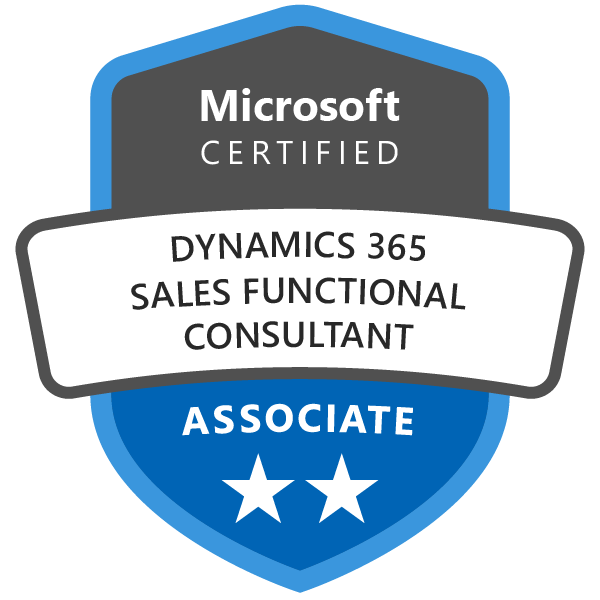 Microsoft
CERTIFIED
DYNAMICS 365
SALES FUNCTIONAL
CONSULTANT
ASSOCIATE